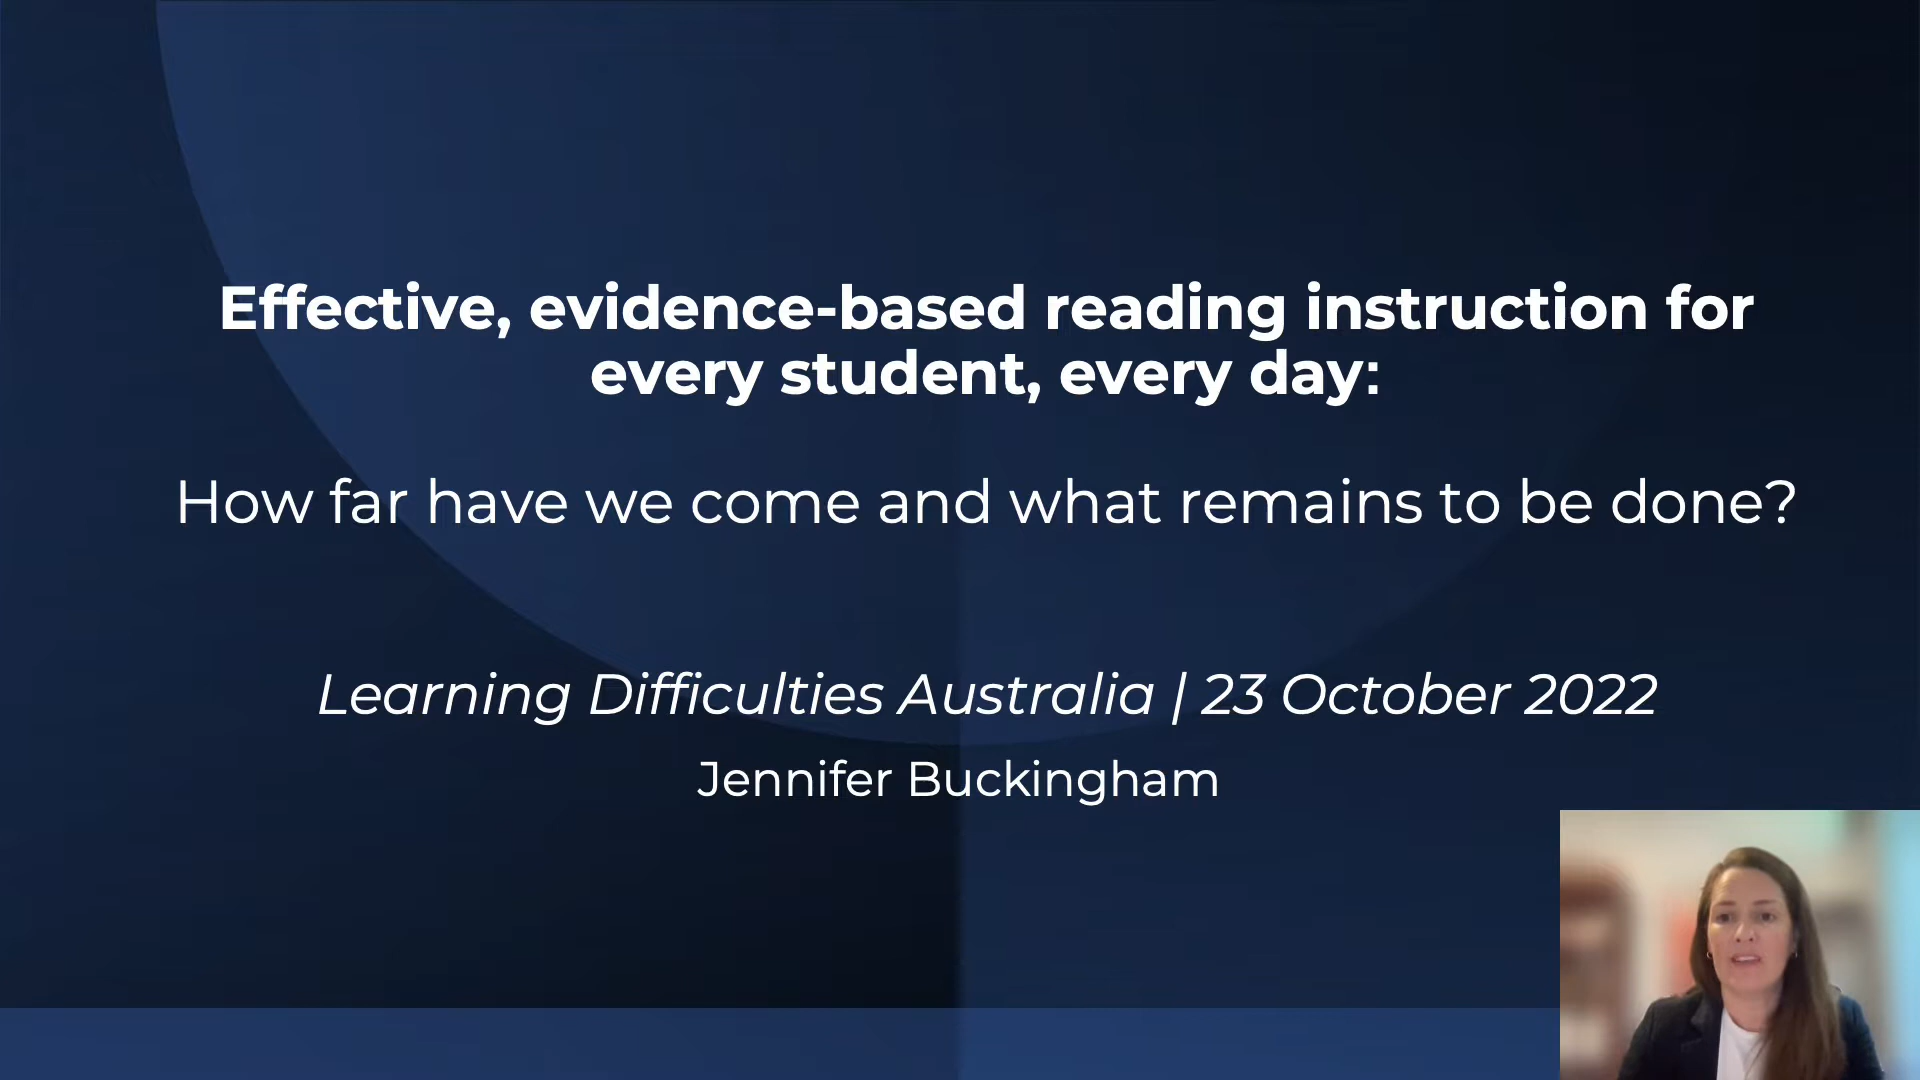 Effective, evidence-based reading instruction for
every student, every day:
How far have we come and what remains to be done?
Learning Difficulties Australia | 23 October 2022
Jennifer Buckingham